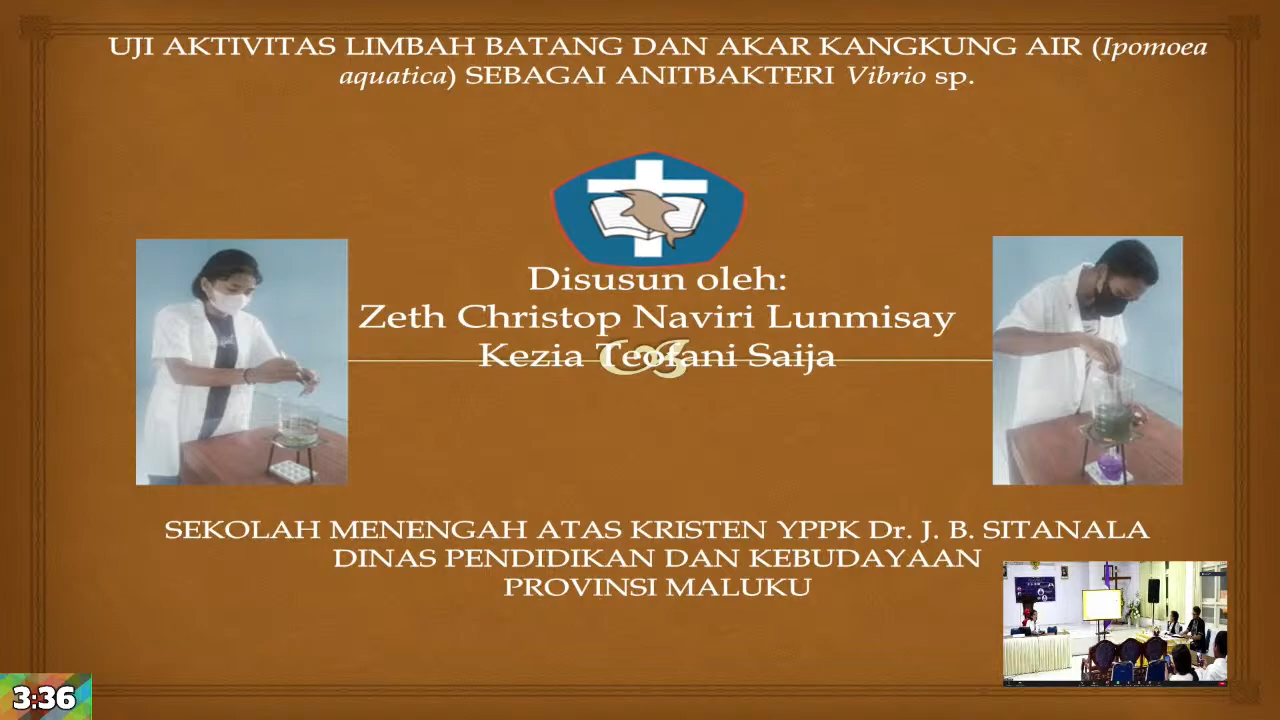 UJI AKTIVITAS LIMBAH BATANG DAN AKAR KANGKUNG AIR (Ipomoea
aquatica) SEBAGAI ANITBAKTERI Vibrio sp.
Disusun oleh:
Zeth Christop Naviri Lunmisay
Kezia Teofani Saija
SEKOLAH MENENGAH ATAS KRISTEN YPPK Dr. J. B. SITANALA
DINAS PENDIDIKAN DAN KEBUDAYAAN
PROVINSI MALUKU
3:36